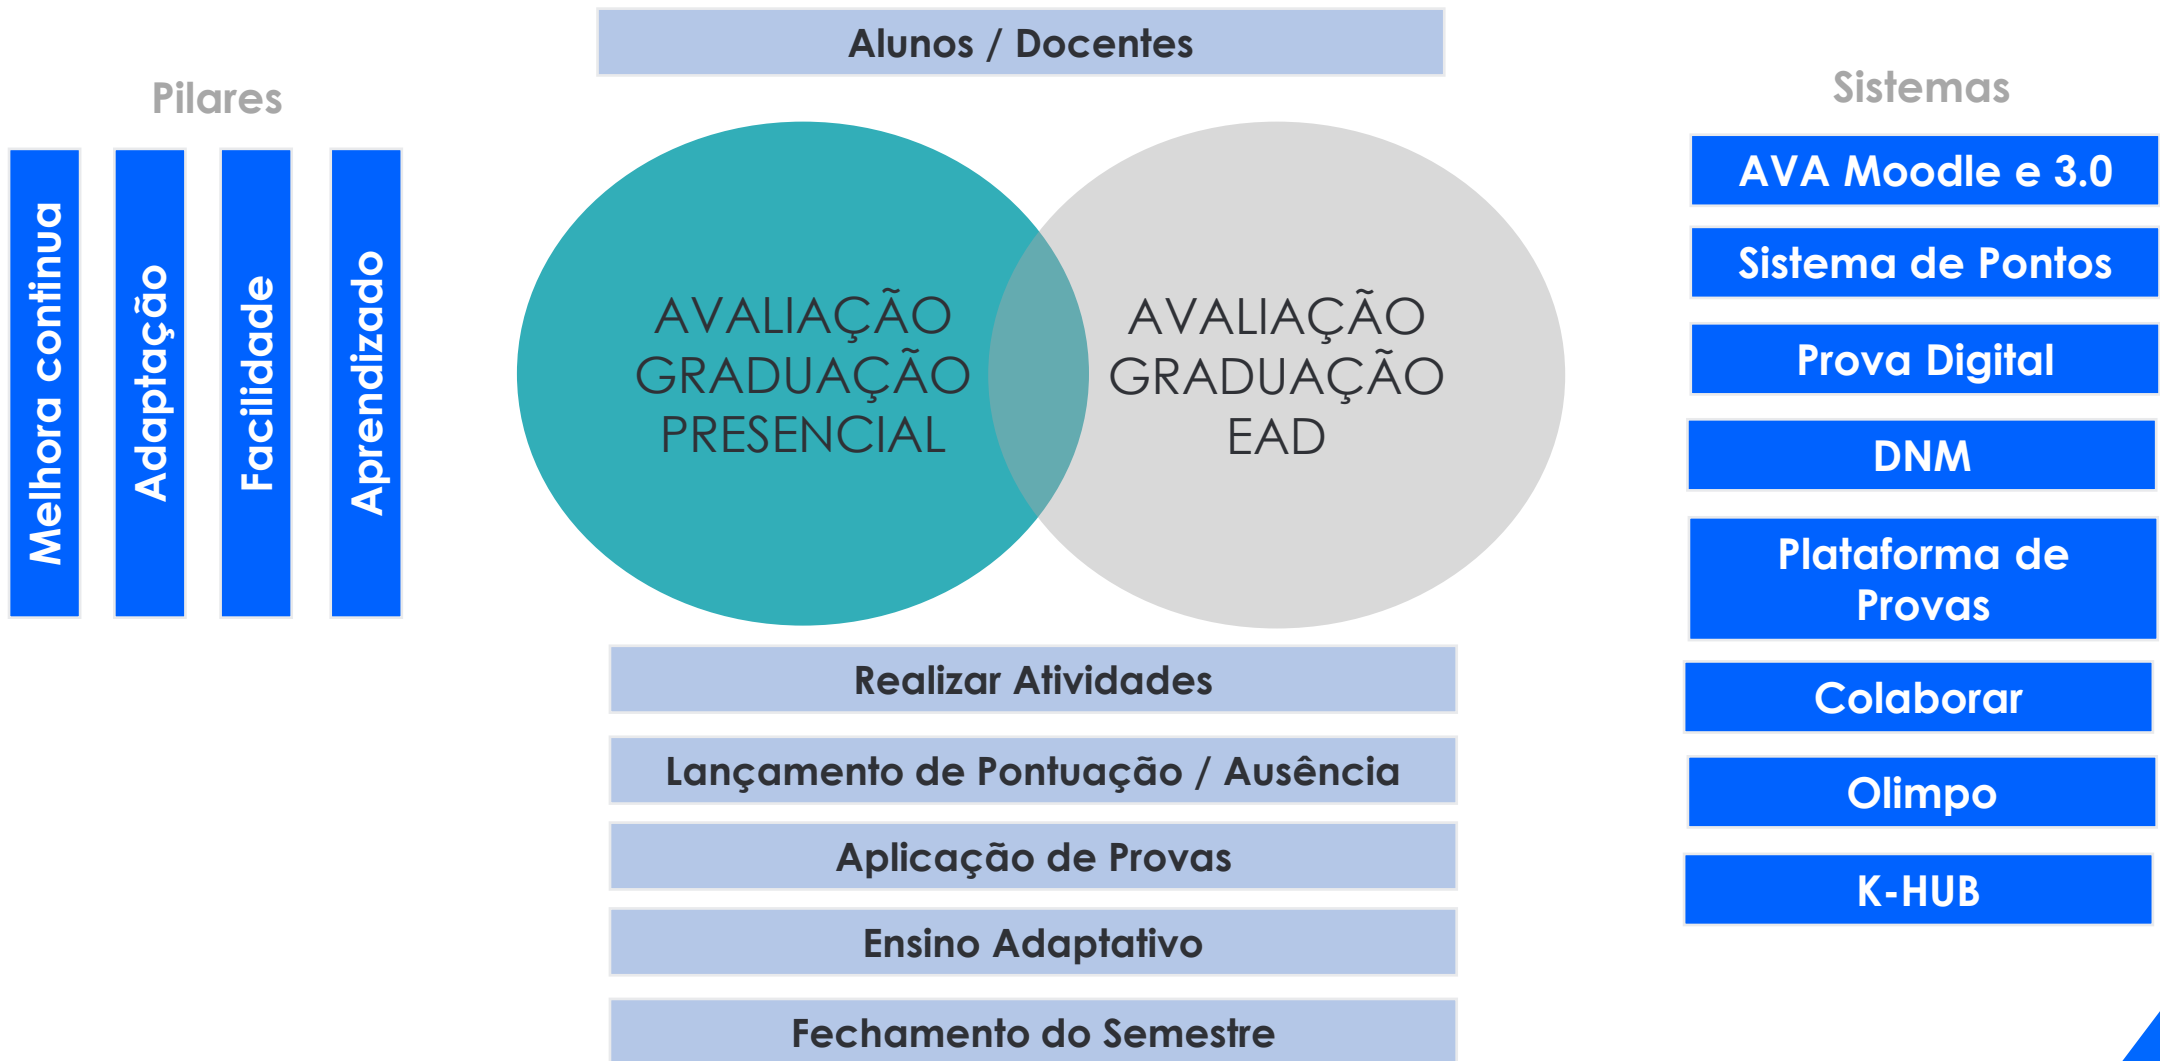 Alunos / Docentes
Pilares
Melhora continua
Adaptação
Facilidade
Aprendizado
AVALIAÇÃO
GRADUAÇÃO
PRESENCIAL
AVALIAÇÃO
GRADUAÇÃO
EAD
Realizar Atividades
Lançamento de Pontuação / Ausência
Aplicação de Provas
Ensino Adaptativo
Fechamento do Semestre
Sistemas
AVA Moodle e 3.0
Sistema de Pontos
Prova Digital
DNM
Plataforma de
Provas
Colaborar
Olimpo
K-HUB